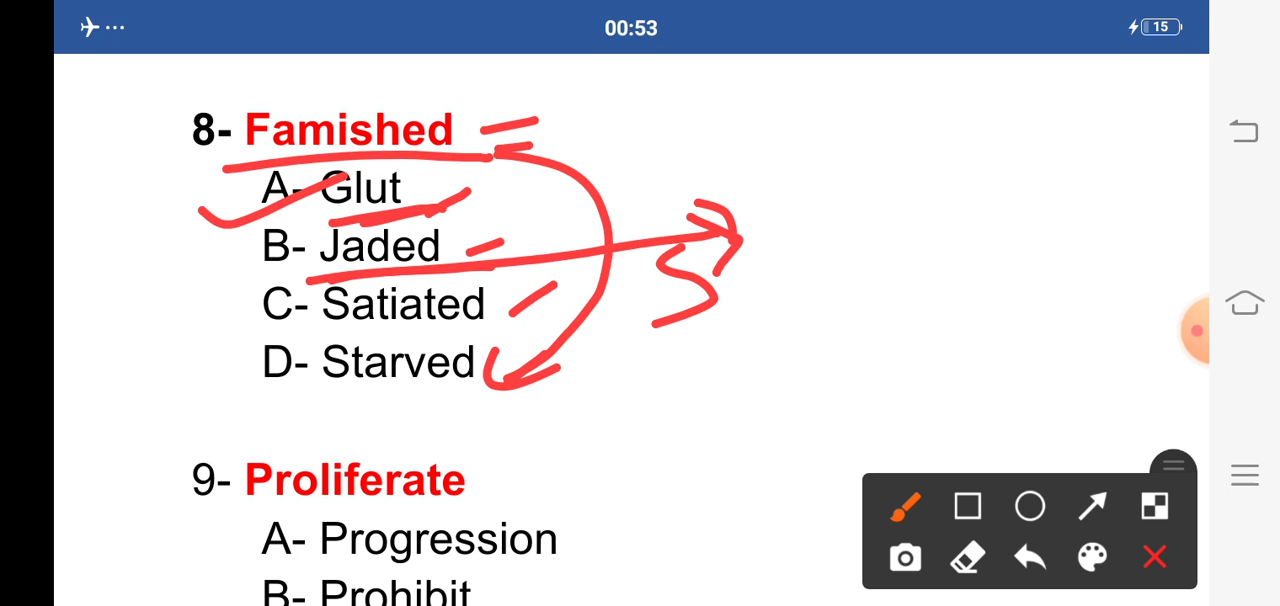 00:53
15
8- Famished
A- Glut
B- Jaded
C- Satiated
D- Starved
9- Proliferate
A- Progression
B- Prohibit